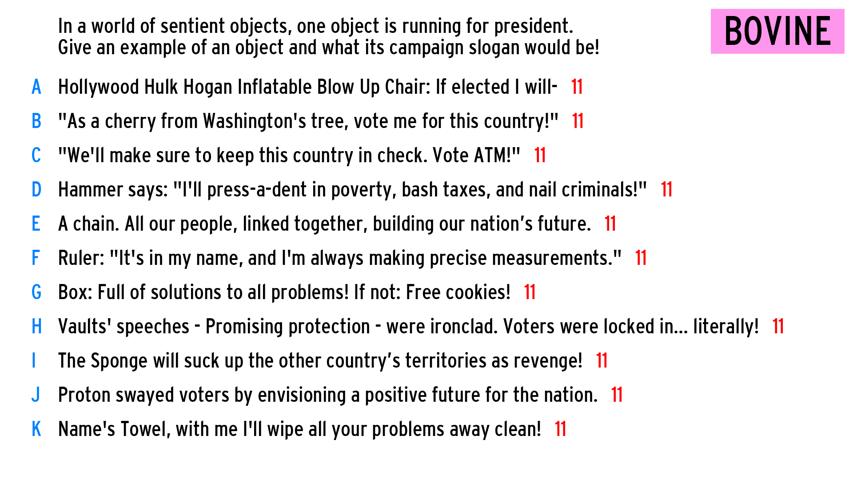 In a world of sentient objects, one object is running for president.
Give an example of an object and what its campaign slogan would be!
BOVINE
A Hollywood Hulk Hogan Inflatable Blow Up Chair: If elected I will- 11
B "As a cherry from Washington's tree, vote me for this country!" 11
C "We'll make sure to keep this country in check. Vote ATM!" 11
D Hammer says: "I'll press-a-dent in poverty, bash taxes, and nail criminals!" 11
E A chain. All our people, linked together, building our nation’s future. 11
F Ruler: "It's in my name, and I'm always making precise measurements." 11
G Box: Full of solutions to all problems! If not: Free cookies! 11
H Vaults' speeches - Promising protection - were ironclad. Voters were locked in... literally! 11
I The Sponge will suck up the other country’s territories as revenge! 11
J Proton swayed voters by envisioning a positive future for the nation. 11
K Name's Towel, with me I'll wipe all your problems away clean! 11